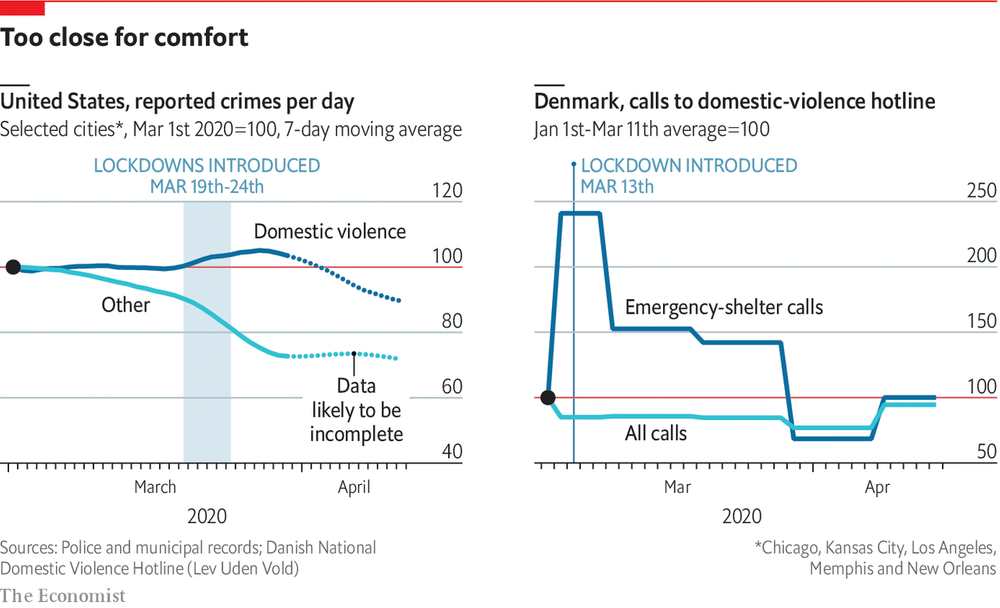 Too close for comfort
United States, reported crimes per day
Selected cities*, Mar 1st 2020=100, 7-day moving average
LOCKDOWNS INTRODUCED
MAR 19th-24th
120
Domestic violence
100
Other
80
Data
likely to be
incomplete
60
40
March
April
2020
Denmark, calls to domestic-violence hotline
Jan 1st-Mar 11th average=100
LOCKDOWN INTRODUCED
MAR 13th
250
200
Emergency-shelter calls
150
100
All calls
50
Mar
Apr
2020
Sources: Police and municipal records; Danish National
Domestic Violence Hotline (Lev Uden Vold)
*Chicago, Kansas City, Los Angeles,
Memphis and New Orleans
The Economist